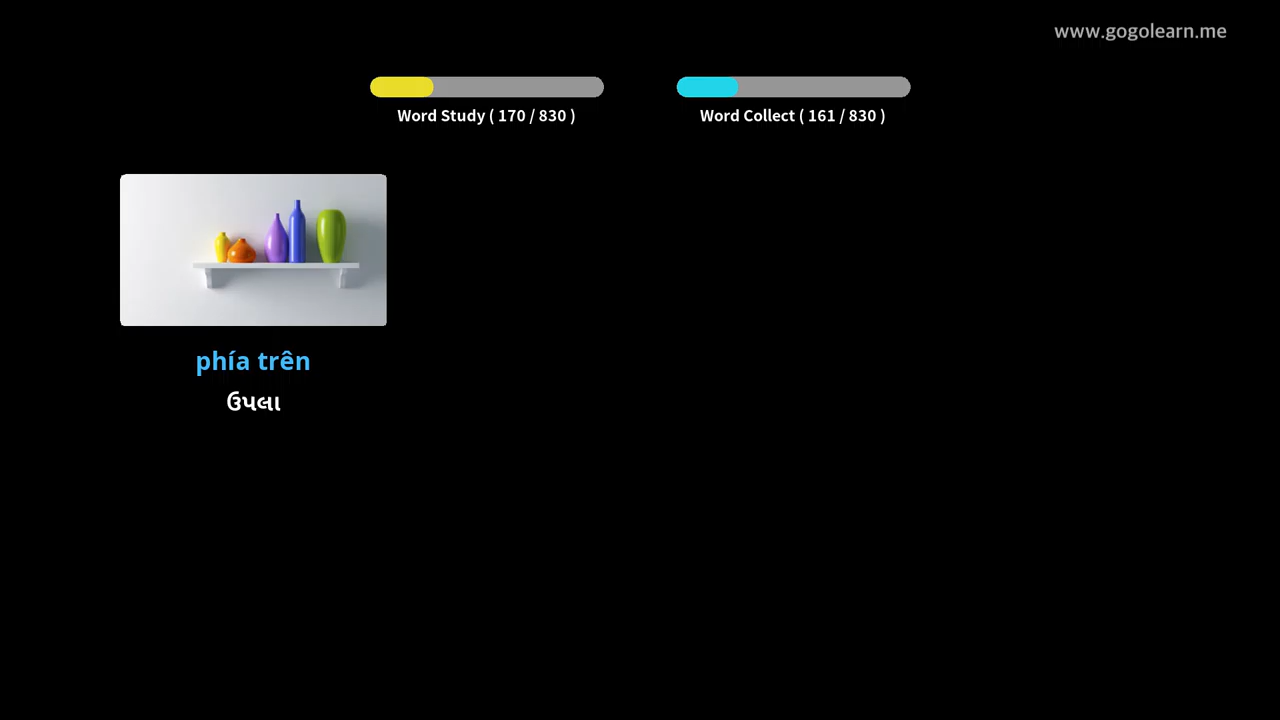 www.gogolearn.me
Word Study ( 170 / 830 )
Word Collect ( 161 / 830 )
phía trên
ઉપલા